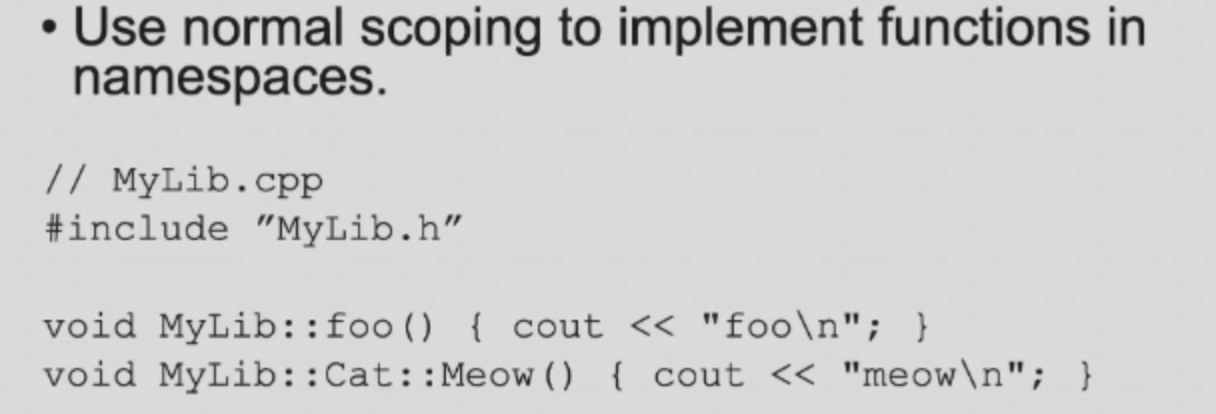 • Use normal scoping to implement functions in
namespaces.
// MyLib.cpp
#include ”MyLib.h”
void MyLib::foo() { cout << "foo\n"; }
void MyLib::Cat::Meow() { cout << "meow\n"; }